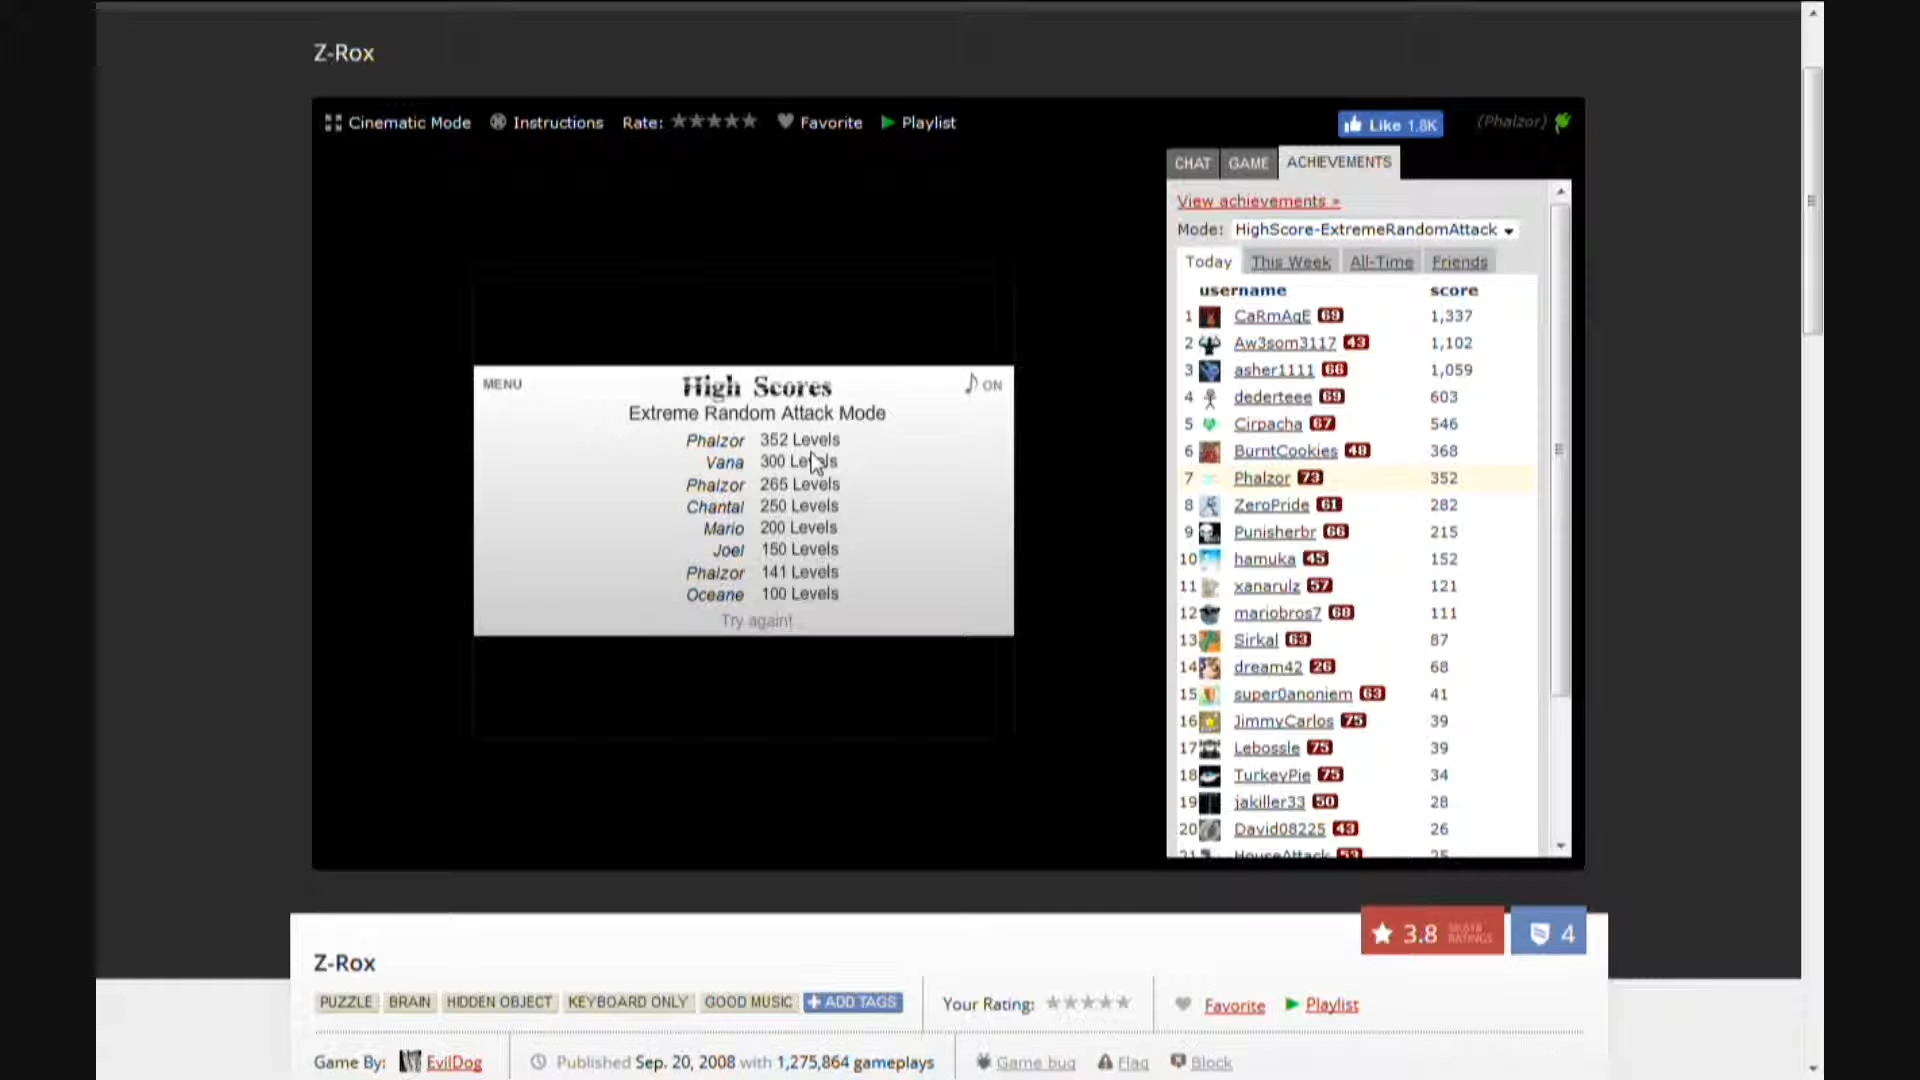 Z-Rox
Cinematic Mode Instructions Rate: Favorite Playlist Like 1.8K (Phalzor)
CHAT GAME ACHIEVEMENTS
View achievements »
Mode: HighScore-ExtremeRandomAttack
Today This Week All-Time Friends
username score
1 CaRmAgE 69 1,337
2 Aw3som3117 43 1,102
3 asher1111 66 1,059
4 dederteee 69 603
5 Cirpacha 67 546
6 BurntCookies 48 368
7 Phalzor 73 352
8 ZeroPride 61 282
9 Punisherbr 66 215
10 hamuka 45 152
11 xanarulz 57 121
12 mariobros7 68 111
13 Sirkal 63 87
14 dream42 26 68
15 super0anoniem 63 41
16 JimmyCarlos 75 39
17 Lebossle 75 39
18 TurkeyPie 75 34
19 jakiller33 50 28
20 David08225 43 26
21 HouseAttack 53 25
MENU High Scores ON
Extreme Random Attack Mode
Phalzor 352 Levels
Vana 300 Levels
Phalzor 265 Levels
Chantal 250 Levels
Mario 200 Levels
Joel 150 Levels
Phalzor 141 Levels
Oceane 100 Levels
Try again!
3.8 RATINGS 4
Z-Rox
PUZZLE BRAIN HIDDEN OBJECT KEYBOARD ONLY GOOD MUSIC + ADD TAGS Your Rating: Favorite Playlist
Game By: EvilDog Published Sep. 20, 2008 with 1,275,864 gameplays Game bug Flag Block